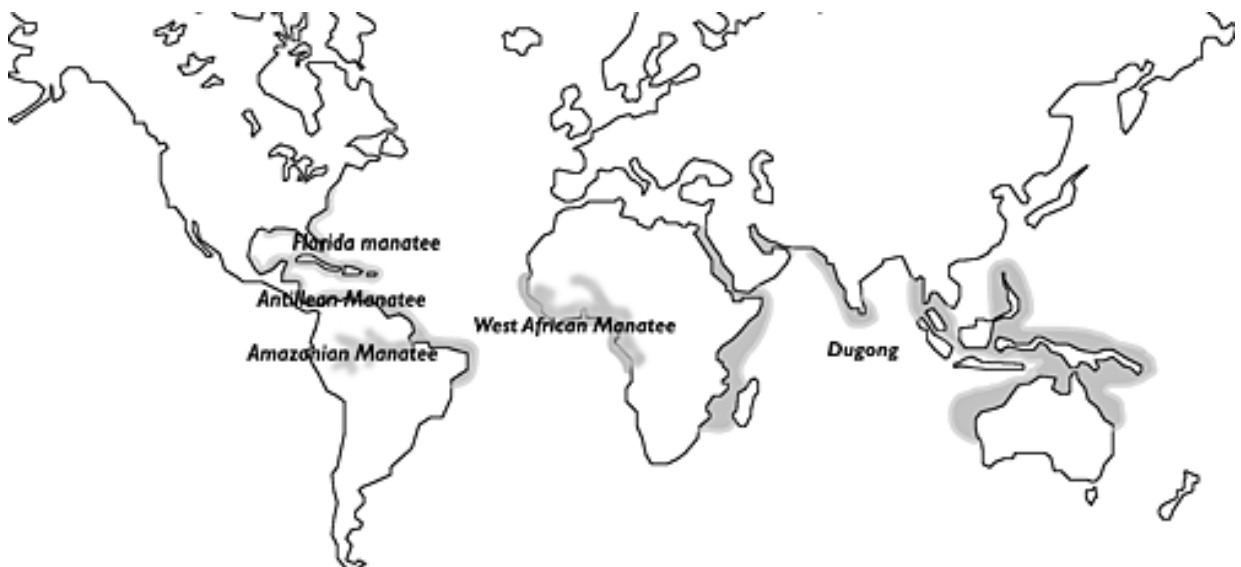 Florida manatee
Antillean Manatee
West African Manatee
Amazonian Manatee
Dugong